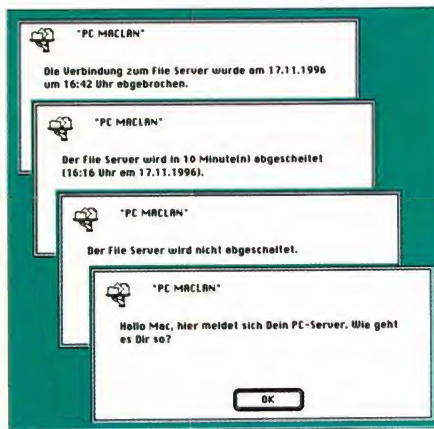 "PC MACLAN"
Die Verbindung zum File Server wurde am 17.11.1996
um 16:42 Uhr abgebrochen.
"PC MACLAN"
Der File Server wird in 10 Minute(n) abgeschaltet
(16:16 Uhr am 17.11.1996).
"PC MACLAN"
Der File Server wird nicht abgeschaltet.
"PC MACLAN"
Hallo Mac, hier meldet sich Dein PC-Server. Wie geht
es Dir so?
OK